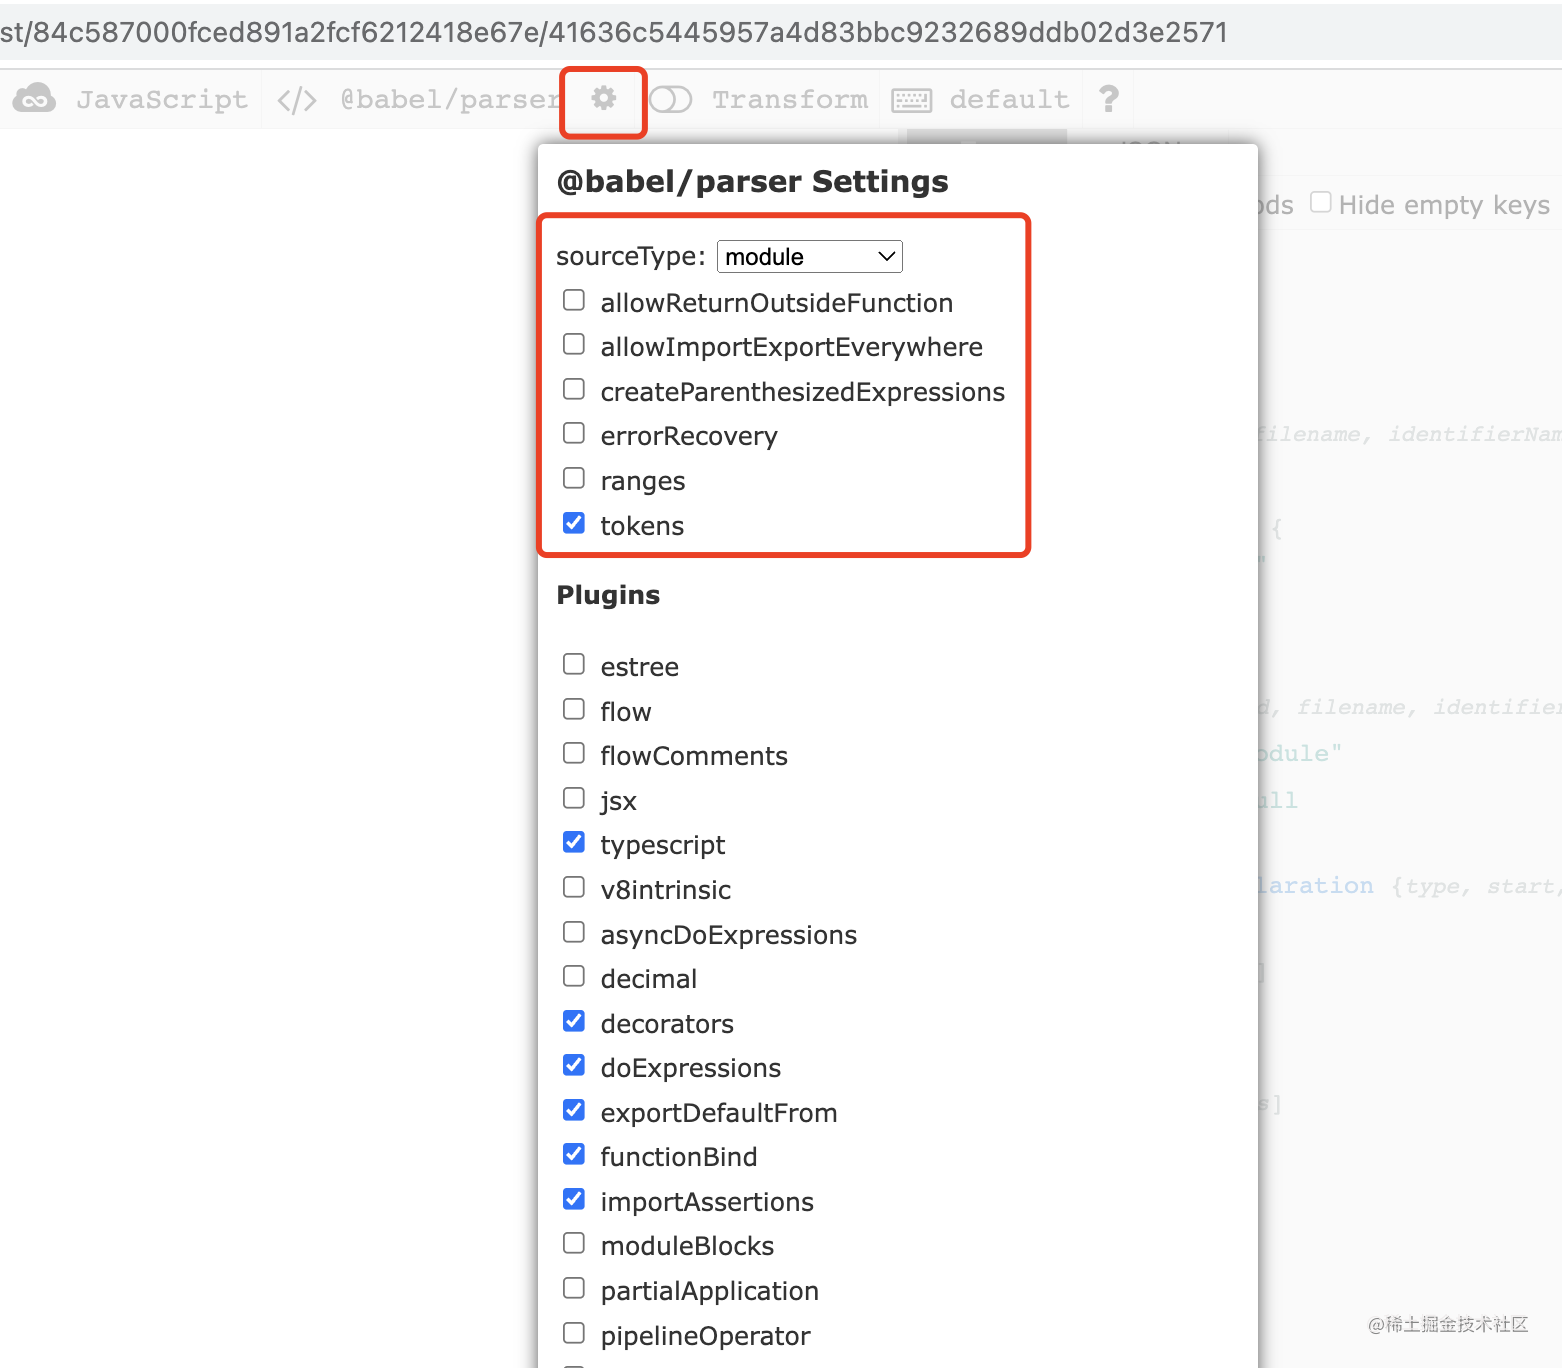 st/84c587000fced891a2fcf6212418e67e/41636c5445957a4d83bbc9232689ddb02d3e2571
JavaScript </> @babel/parser Transform default ?
@babel/parser Settings
Hide empty keys
sourceType: module
allowReturnOutsideFunction
allowImportExportEverywhere
createParenthesizedExpressions
filename, identifierNam
errorRecovery
ranges
tokens
{
"
Plugins
estree
flow
d, filename, identifier
flowComments
odule"
jsx
ull
typescript
v8intrinsic
laration {type, start,
asyncDoExpressions
decimal
]
decorators
doExpressions
exportDefaultFrom
s]
functionBind
importAssertions
moduleBlocks
partialApplication
pipelineOperator
@稀土掘金技术社区